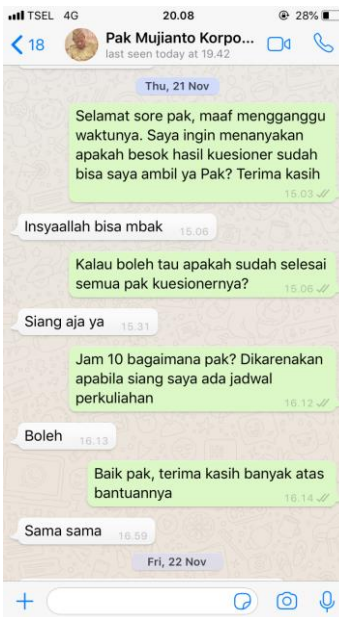 TSEL 4G 20.08 28%
18 Pak Mujianto Korpo...
last seen today at 19.42
Thu, 21 Nov
Selamat sore pak, maaf mengganggu
waktunya. Saya ingin menanyakan
apakah besok hasil kuesioner sudah
bisa saya ambil ya Pak? Terima kasih
15.03
Insyaallah bisa mbak 15.06
Kalau boleh tau apakah sudah selesai
semua pak kuesionernya?
15.06
Siang aja ya 15.31
Jam 10 bagaimana pak? Dikarenakan
apabila siang saya ada jadwal
perkuliahan
16.12
Boleh 16.13
Baik pak, terima kasih banyak atas
bantuannya
16.14
Sama sama 16.59
Fri, 22 Nov